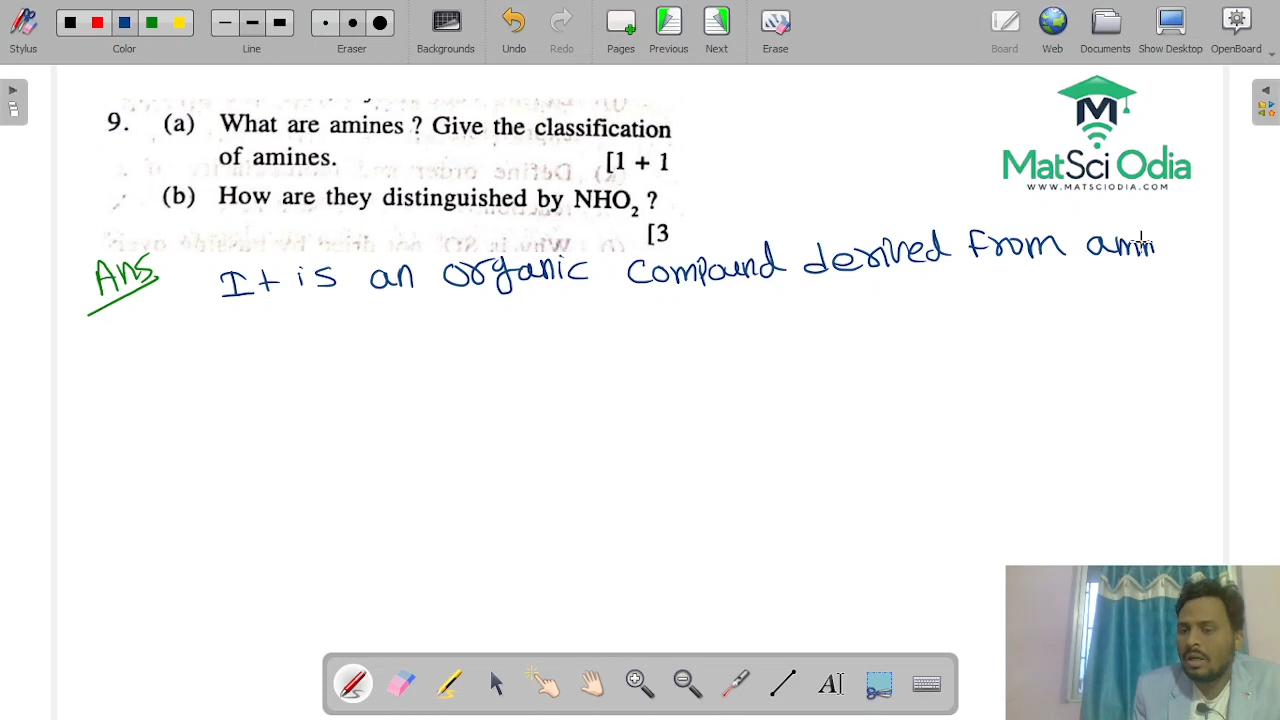 Stylus
Color
Line
Eraser
Backgrounds
Undo
Redo
Pages
Previous
Next
Erase
Board
Web
Documents
Show Desktop
OpenBoard
9. (a) What are amines ? Give the classification
of amines. [1 + 1
(b) How are they distinguished by NHO2 ?
[3
M
MatSci Odia
WWW.MATSCIODIA.COM
Ans It is an organic compound derived from amm